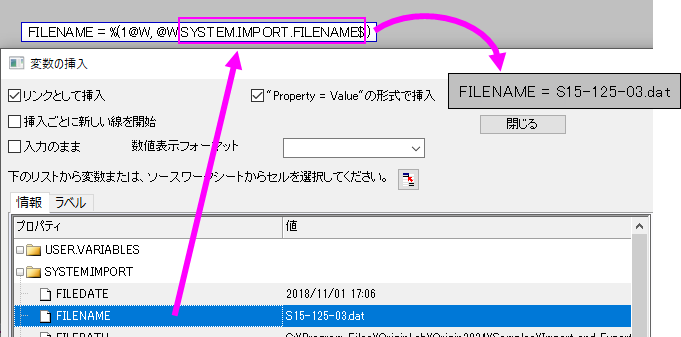 FILENAME = %(1@W, @WSYSTEM.IMPORT.FILENAME$)
変数の挿入
リンクとして挿入
"Property = Value"の形式で挿入
FILENAME = S15-125-03.dat
挿入ごとに新しい線を開始
閉じる
入力のまま
数値表示フォーマット
下のリストから変数または、ソースワークシートからセルを選択してください。
情報
ラベル
プロパティ
値
USER.VARIABLES
SYSTEM.IMPORT
FILEDATE
2018/11/01 17:06
FILENAME
S15-125-03.dat